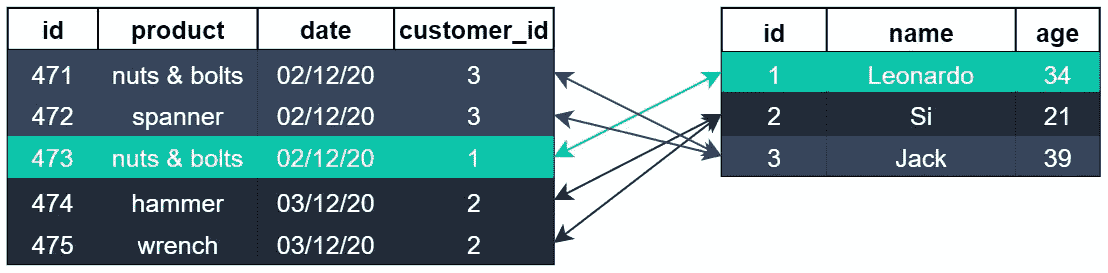 id product date customer_id
471 nuts & bolts 02/12/20 3
472 spanner 02/12/20 3
473 nuts & bolts 02/12/20 1
474 hammer 03/12/20 2
475 wrench 03/12/20 2
id name age
1 Leonardo 34
2 Si 21
3 Jack 39